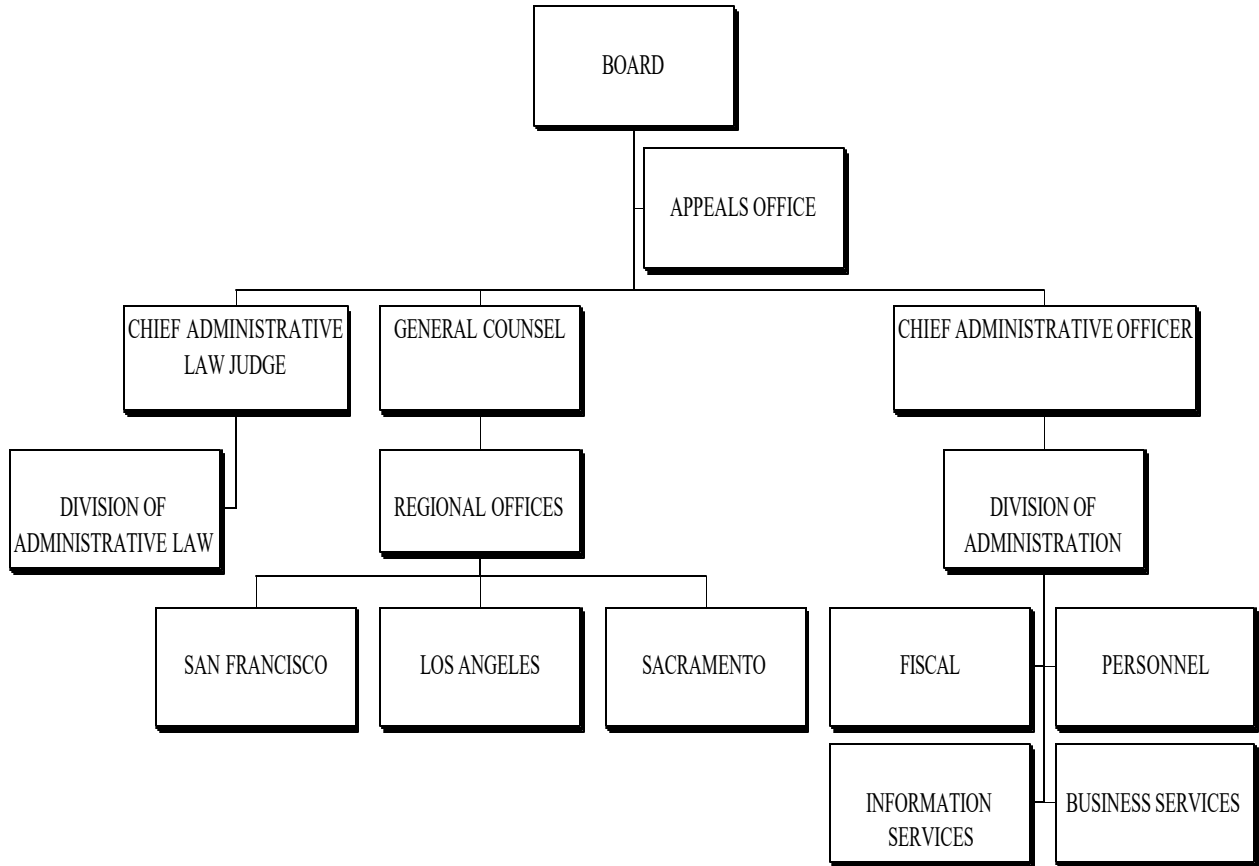 BOARD
APPEALS OFFICE
CHIEF ADMINISTRATIVE
LAW JUDGE
GENERAL COUNSEL
CHIEF ADMINISTRATIVE OFFICER
DIVISION OF
ADMINISTRATIVE LAW
REGIONAL OFFICES
DIVISION OF
ADMINISTRATION
SAN FRANCISCO
LOS ANGELES
SACRAMENTO
FISCAL
PERSONNEL
INFORMATION
SERVICES
BUSINESS SERVICES